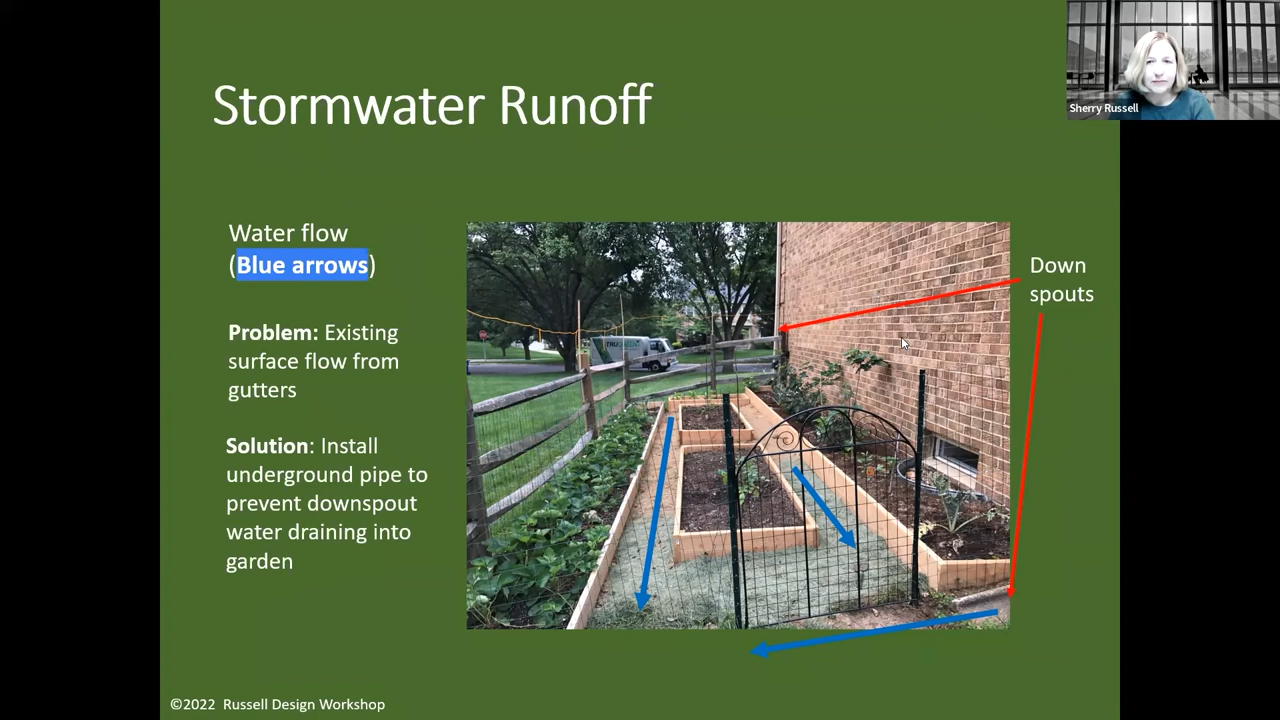 Stormwater Runoff
Sherry Russell
Water flow
(Blue arrows)
Problem: Existing
surface flow from
gutters
Solution: Install
underground pipe to
prevent downspout
water draining into
garden
Down
spouts
TRUGREEN
©2022 Russell Design Workshop